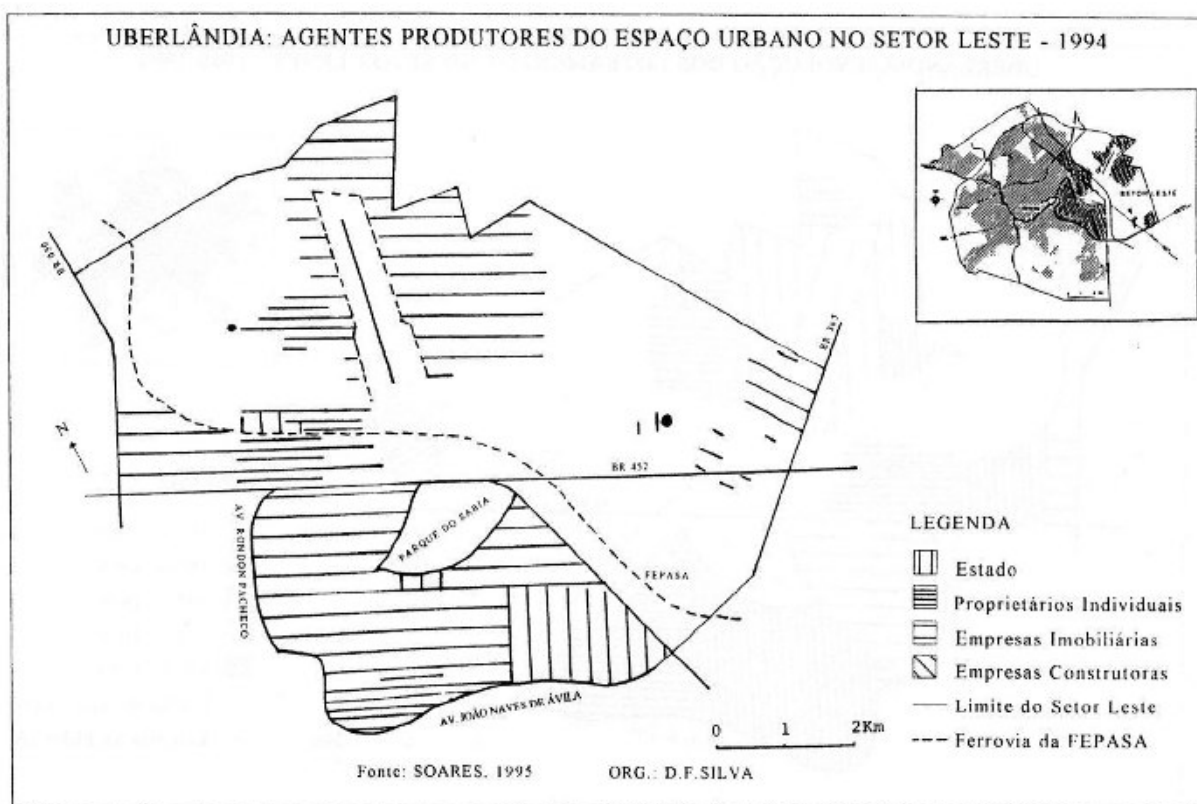 UBERLÂNDIA: AGENTES PRODUTORES DO ESPAÇO URBANO NO SETOR LESTE - 1994
SETOR LESTE
BR 050
BR 365
N
BR 452
AV. RONDON PACHECO
PARQUE DO SABIÁ
FEPASA
AV. JOÃO NAVES DE ÁVILA
LEGENDA
Estado
Proprietários Individuais
Empresas Imobiliárias
Empresas Construtoras
Limite do Setor Leste
Ferrovia da FEPASA
0 1 2Km
Fonte: SOARES, 1995 ORG.: D.F.SILVA